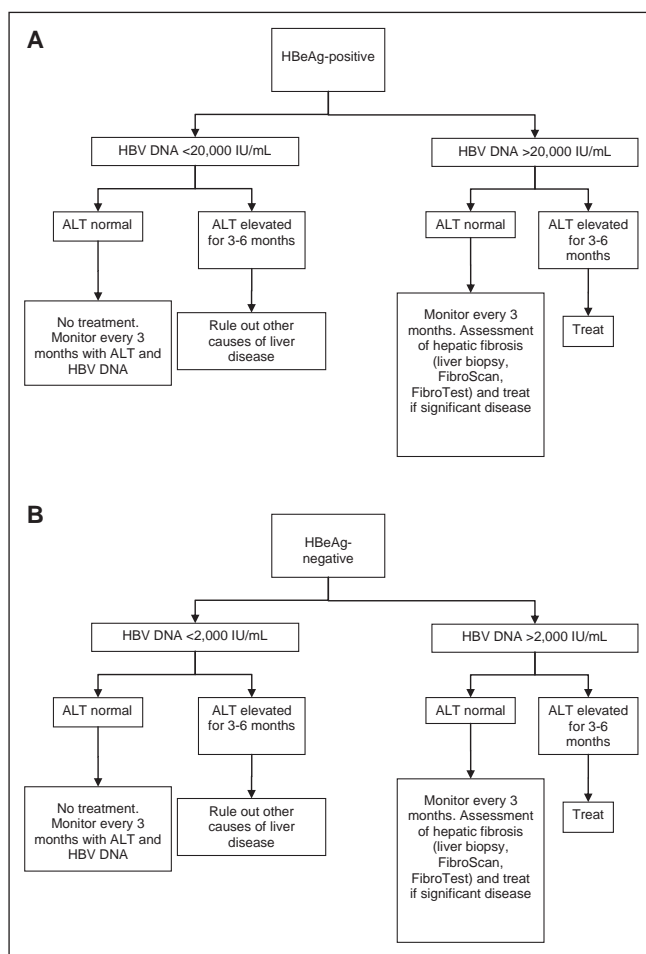 A
HBeAg-positive
HBV DNA <20,000 IU/mL
HBV DNA >20,000 IU/mL
ALT normal
ALT elevated
for 3-6 months
ALT normal
ALT elevated
for 3-6
months
No treatment.
Monitor every 3
months with ALT and
HBV DNA
Rule out other
causes of liver
disease
Monitor every 3
months. Assessment
of hepatic fibrosis
(liver biopsy,
FibroScan,
FibroTest) and treat
if significant disease
Treat
B
HBeAg-
negative
HBV DNA <2,000 IU/mL
HBV DNA >2,000 IU/mL
ALT normal
ALT elevated
for 3-6 months
ALT normal
ALT elevated
for 3-6
months
No treatment.
Monitor every 3
months with ALT and
HBV DNA
Rule out other
causes of liver
disease
Monitor every 3
months. Assessment
of hepatic fibrosis
(liver biopsy,
FibroScan,
FibroTest) and treat
if significant disease
Treat